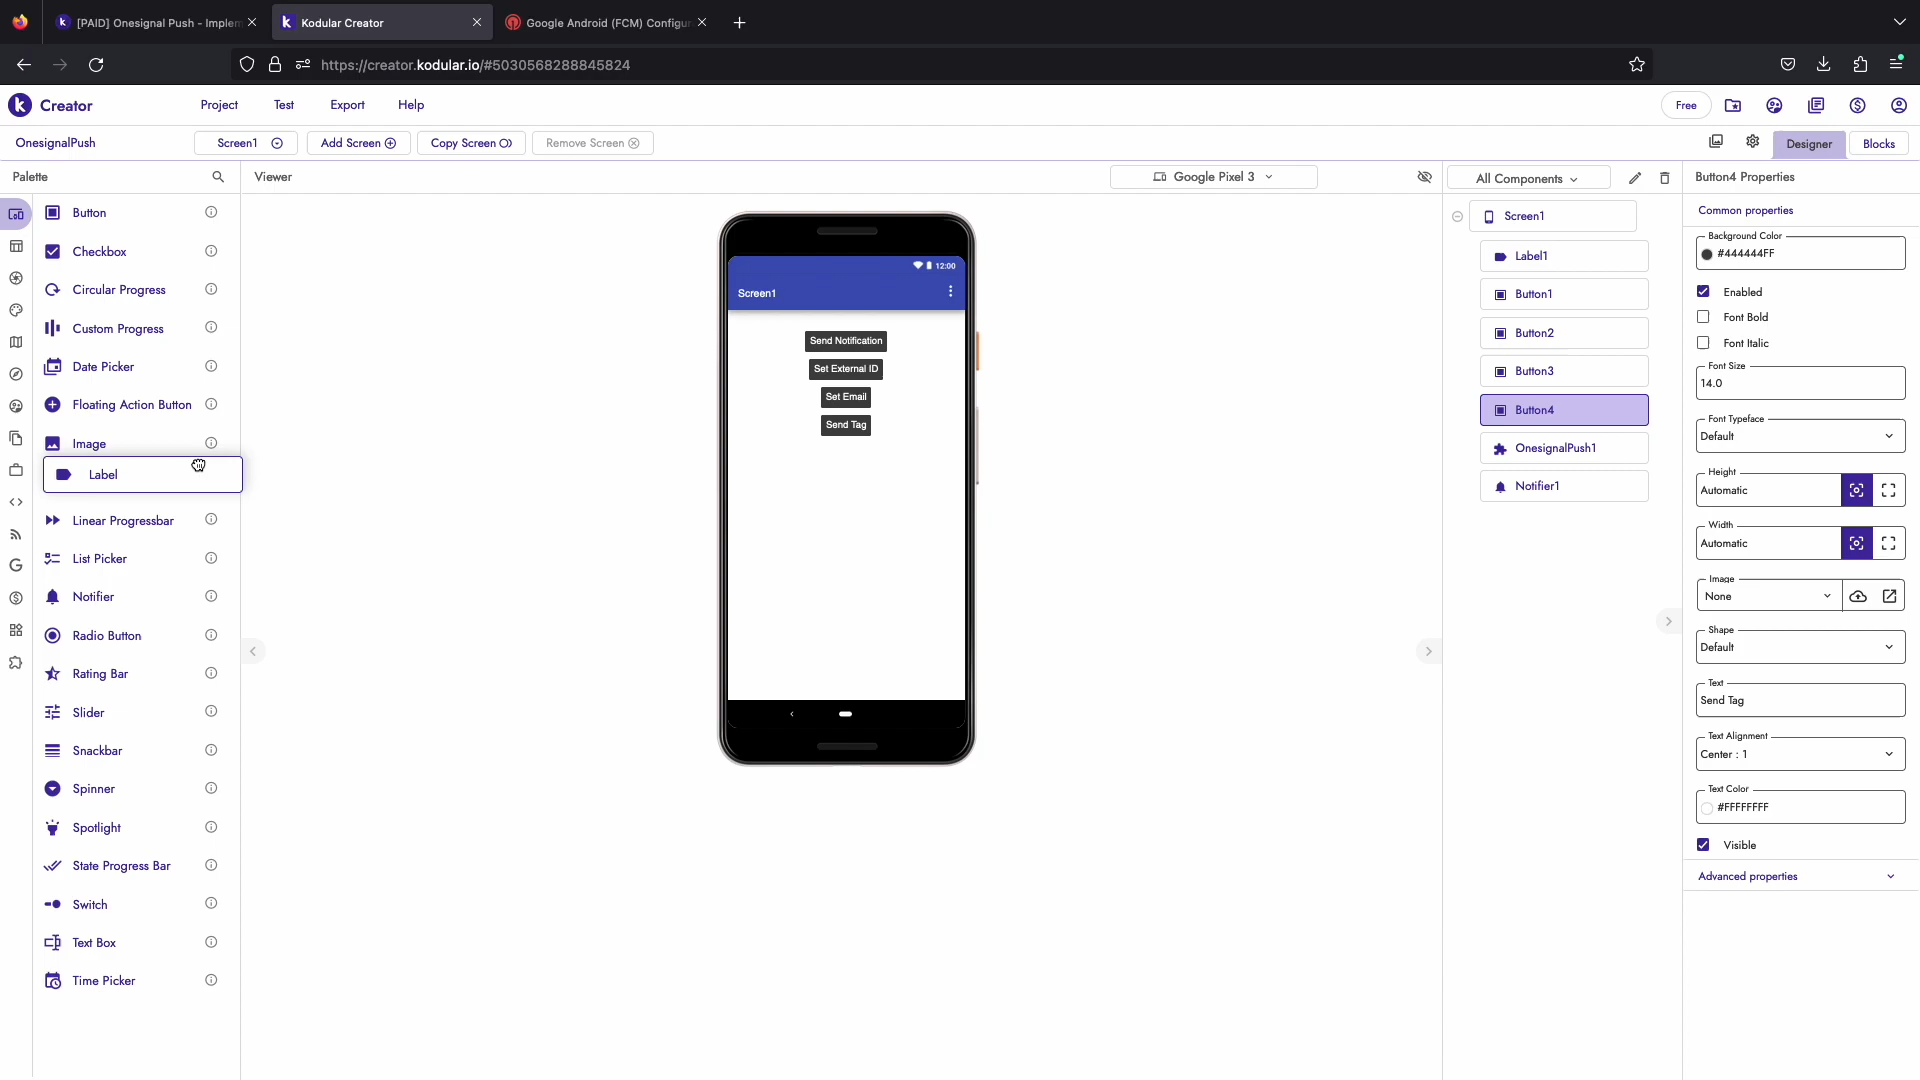 [PAID] Onesignal Push - Implem
Kodular Creator
Google Android (FCM) Configu
https://creator.kodular.io/#5030568288845824
Creator
Project
Test
Export
Help
Free
OnesignalPush
Screen1
Add Screen
Copy Screen
Remove Screen
Designer
Blocks
Palette
Viewer
Google Pixel 3
All Components
Button4 Properties
Button
Checkbox
Circular Progress
Custom Progress
Date Picker
Floating Action Button
Image
Label
Linear Progressbar
List Picker
Notifier
Radio Button
Rating Bar
Slider
Snackbar
Spinner
Spotlight
State Progress Bar
Switch
Text Box
Time Picker
12:00
Screen1
Send Notification
Set External ID
Set Email
Send Tag
Screen1
Label1
Button1
Button2
Button3
Button4
OnesignalPush1
Notifier1
Common properties
Background Color
#444444FF
Enabled
Font Bold
Font Italic
Font Size
14.0
Font Typeface
Default
Height
Automatic
Width
Automatic
Image
None
Shape
Default
Text
Send Tag
Text Alignment
Center : 1
Text Color
#FFFFFFFF
Visible
Advanced properties